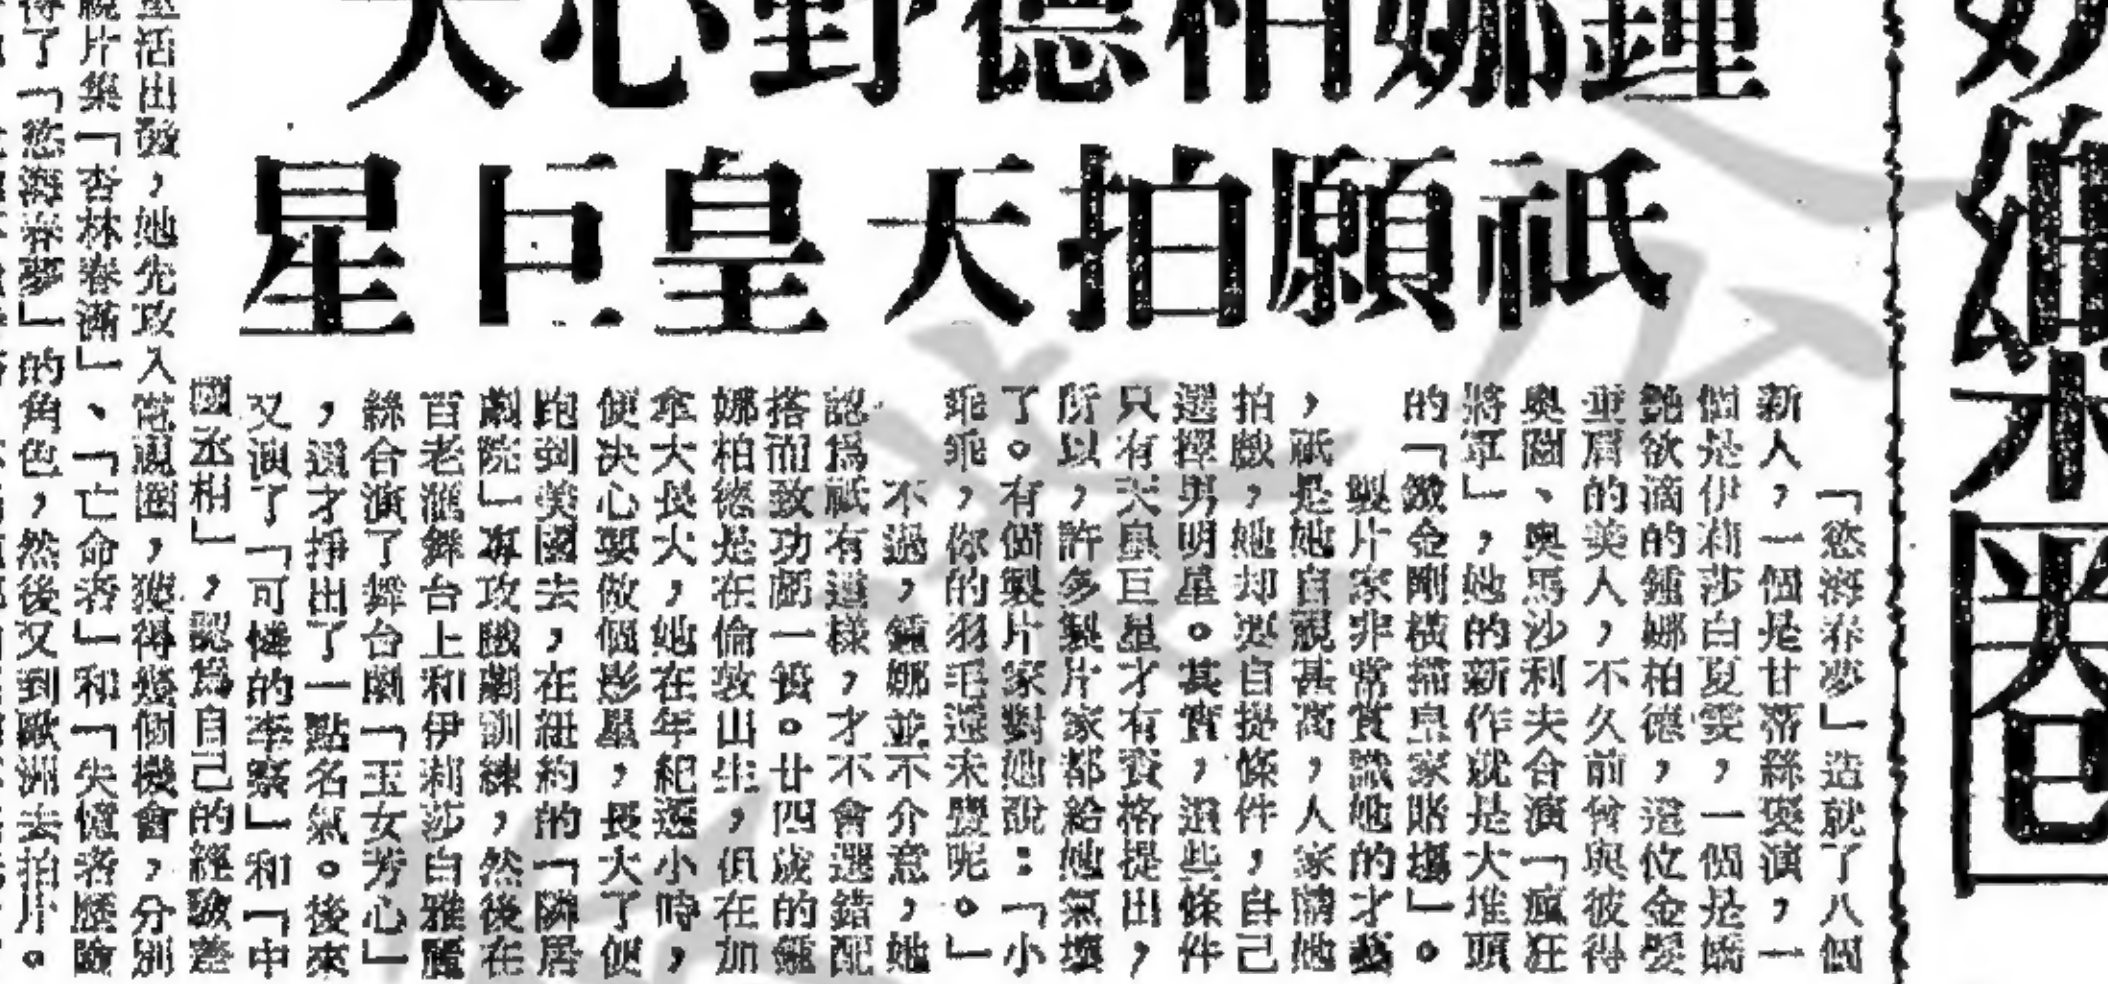 鍾娜柏德野心大
祇願拍天皇巨星
「慾海春夢」造就了八個
新人，一個是甘蒂絲褒演，一
個是伊莉莎白夏雯，一個是嬌
艷欲滴的鍾娜柏德，這位金髮
重眉的美人，不久前曾與彼得
奧圖、奧馬沙利夫合演「瘋狂
將軍」，她的新作就是大堆頭
的「鐵金剛橫掃皇家賭場」。
製片家非常賞識她的才藝
，祇是她自視甚高，人家請她
拍戲，她却要自提條件，自己
選擇男明星。其實，這些條件
只有天皇巨星才有資格提出，
所以，許多製片家都給他氣壞
了。有個製片家對她說：「小
乖乖，你的羽毛還未豐呢。」
不過，鍾娜並不介意，她
認爲祇有這樣，才不會選錯配
搭而致功虧一簣。廿四歲的鍾
娜柏德是在倫敦出生，俱在加
拿大長大，她在年紀還小時，
便決心要做個影星，長大了便
跑到美國去，在紐約的「隣居
劇院」專攻戲劇訓練，然後在
百老滙舞台上和伊莉莎白雅麗
絲合演了舞台劇「玉女芳心」
，還才掙出了一點名氣。後來
又演了「可憐的李察」和「中
國丞相」，認爲自己的經驗差
活出發，她先攻入電視圈，獲得幾個機會，分別
片集「杏林春滿」、「亡命者」和「失憶客歷險
得了「慾海春夢」的角色，然後又到歐洲去拍片。
圈